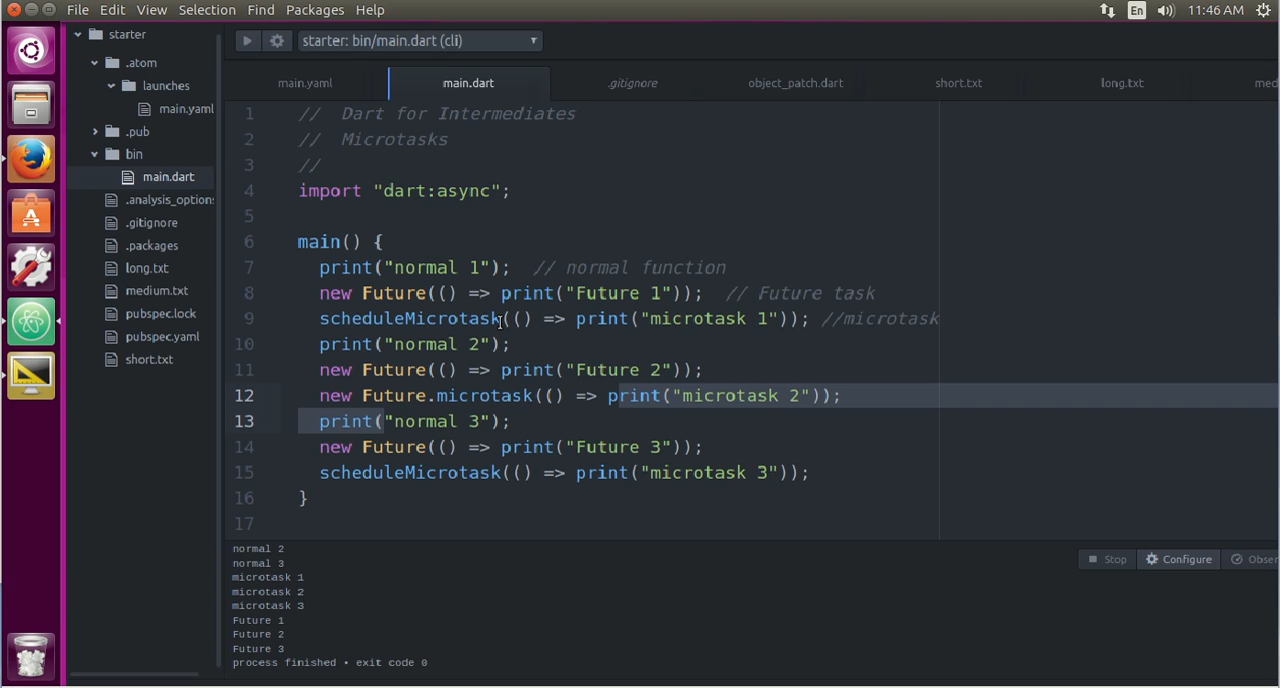 File Edit View Selection Find Packages Help
En 11:46 AM
starter
.atom
launches
main.yaml
.pub
bin
main.dart
.analysis_option
.gitignore
.packages
long.txt
medium.txt
pubspec.lock
pubspec.yaml
short.txt
starter: bin/main.dart (cli)
main.yaml main.dart .gitignore object_patch.dart short.txt long.txt med
1 // Dart for Intermediates
2 // Microtasks
3 //
4 import "dart:async";
5
6 main() {
7 print("normal 1"); // normal function
8 new Future(() => print("Future 1")); // Future task
9 scheduleMicrotask(() => print("microtask 1")); //microtask
10 print("normal 2");
11 new Future(() => print("Future 2"));
12 new Future.microtask(() => print("microtask 2"));
13 print("normal 3");
14 new Future(() => print("Future 3"));
15 scheduleMicrotask(() => print("microtask 3"));
16 }
17
Stop Configure Obser
normal 2
normal 3
microtask 1
microtask 2
microtask 3
Future 1
Future 2
Future 3
process finished • exit code 0